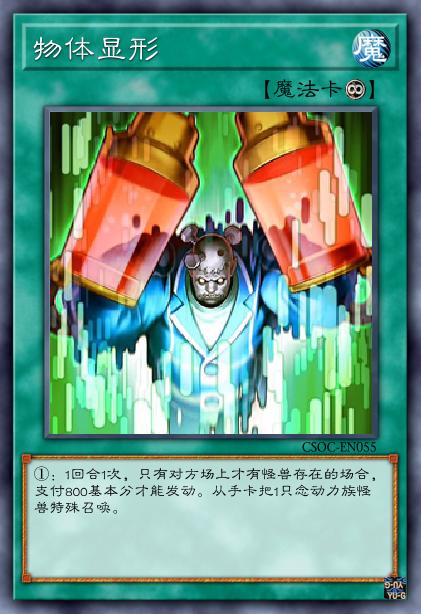 物体显形
魔
【魔法卡♾】
CSOC-EN055
①：1回合1次，只有对方场上才有怪兽存在的场合，
支付800基本分才能发动。从手卡把1只念动力族怪
兽特殊召唤。